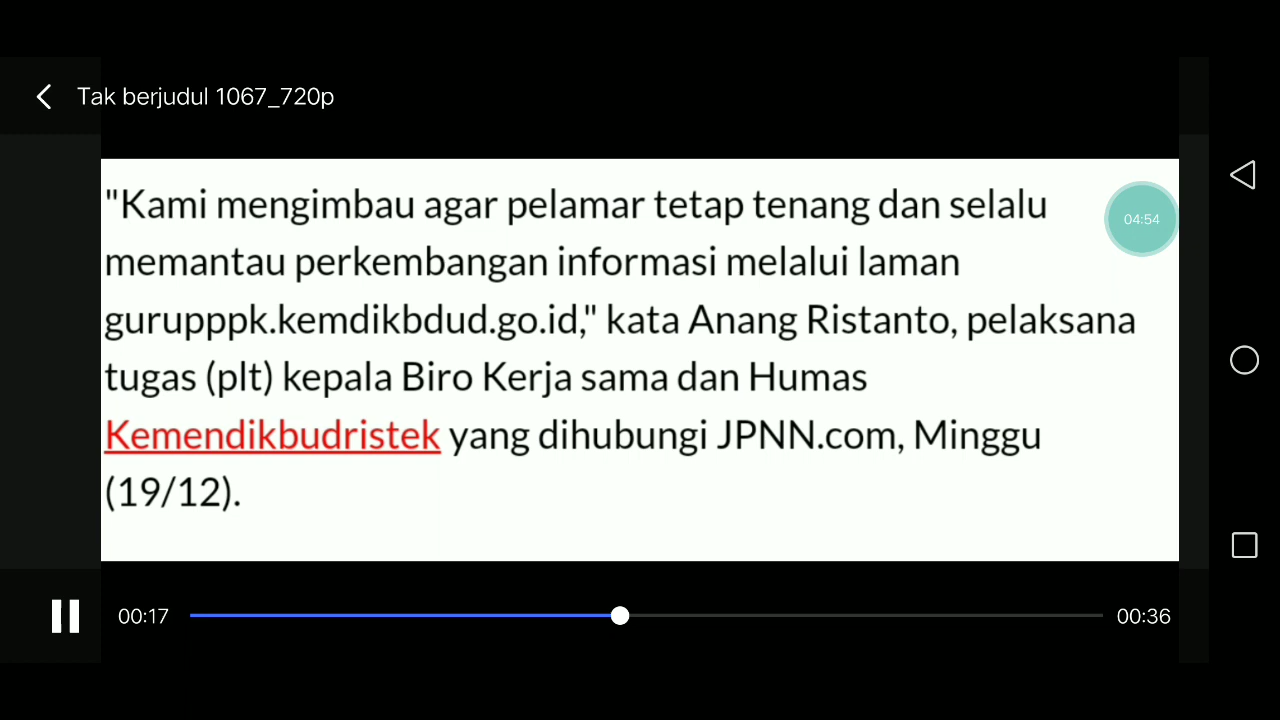 Tak berjudul 1067_720p
"Kami mengimbau agar pelamar tetap tenang dan selalu
04:54
memantau perkembangan informasi melalui laman
gurupppk.kemdikbdud.go.id," kata Anang Ristanto, pelaksana
tugas (plt) kepala Biro Kerja sama dan Humas
Kemendikbudristek yang dihubungi JPNN.com, Minggu
(19/12).
00:17
00:36